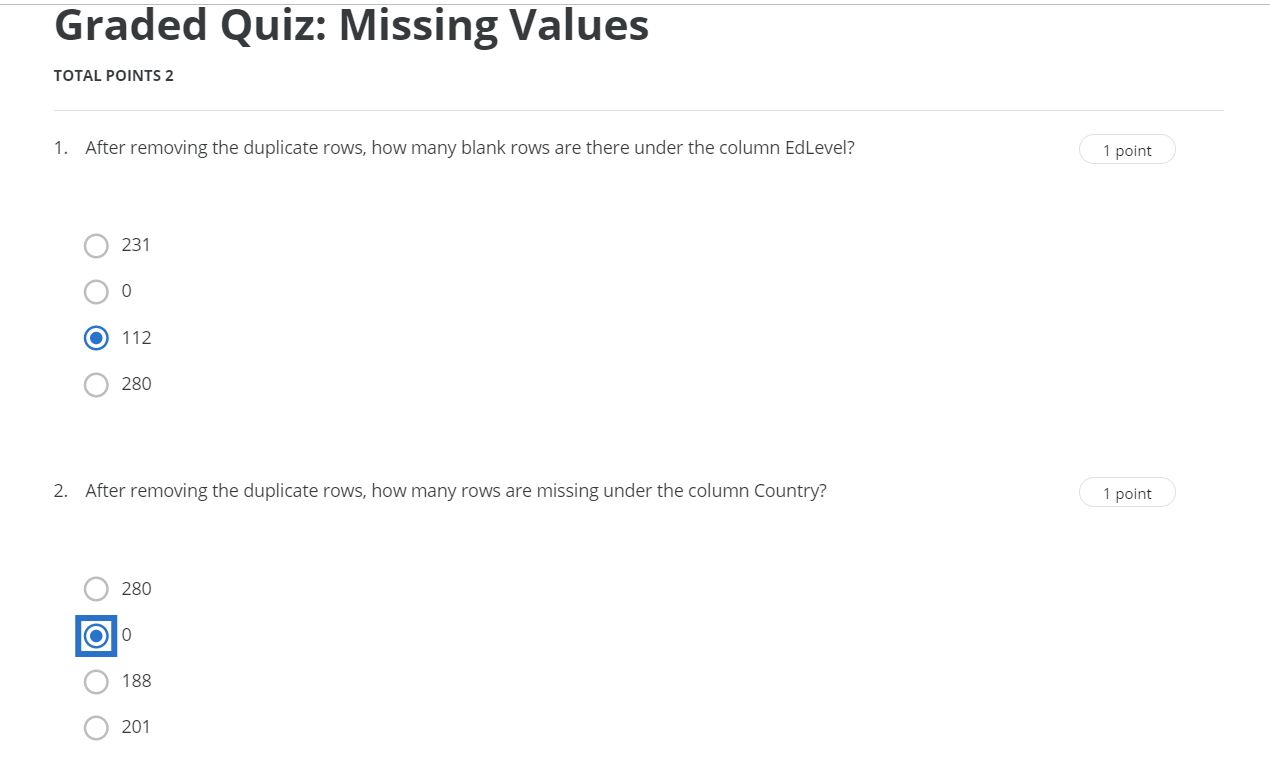 Graded Quiz: Missing Values
TOTAL POINTS 2
1. After removing the duplicate rows, how many blank rows are there under the column EdLevel?
1 point
231
0
112
280
2. After removing the duplicate rows, how many rows are missing under the column Country?
1 point
280
0
188
201